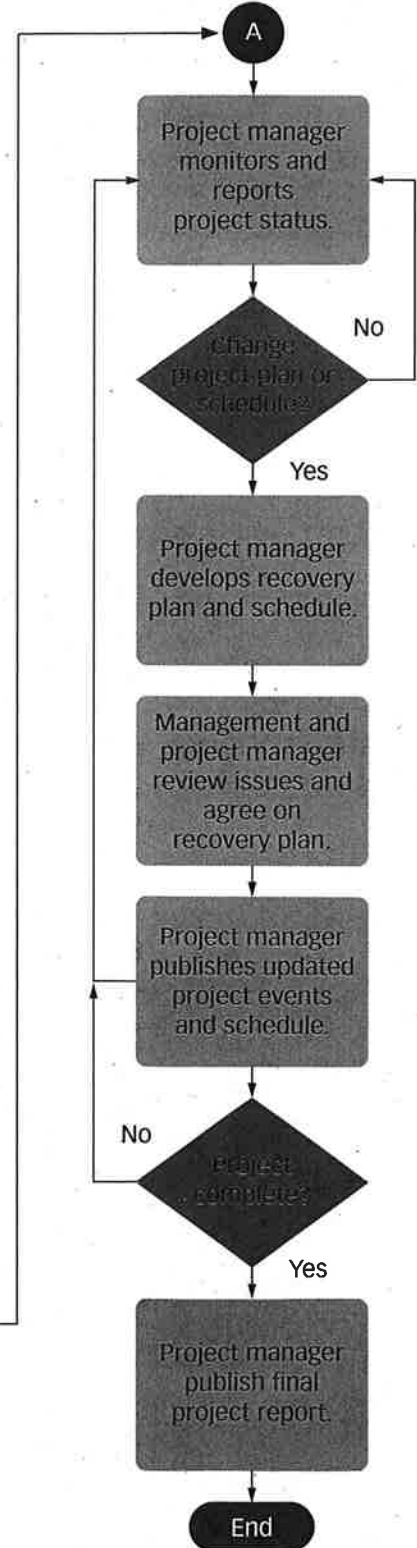 A
Project manager
monitors and
reports
project status.
Change
project plan or
schedule?
No
Yes
Project manager
develops recovery
plan and schedule.
Management and
project manager
review issues and
agree on
recovery plan.
Project manager
publishes updated
project events
and schedule.
No
Project
complete?
Yes
Project manager
publish final
project report.
End